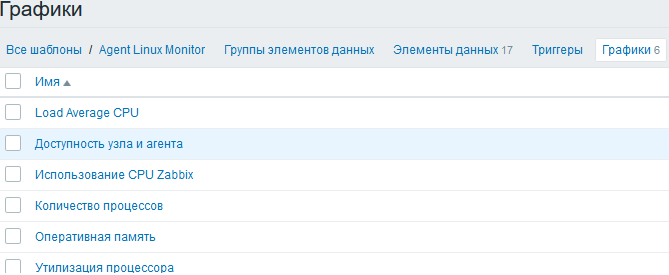 Графики
Все шаблоны / Agent Linux Monitor Группы элементов данных Элементы данных 17 Триггеры Графики 6
Имя
Load Average CPU
Доступность узла и агента
Использование CPU Zabbix
Количество процессов
Оперативная память
Утилизация процессора